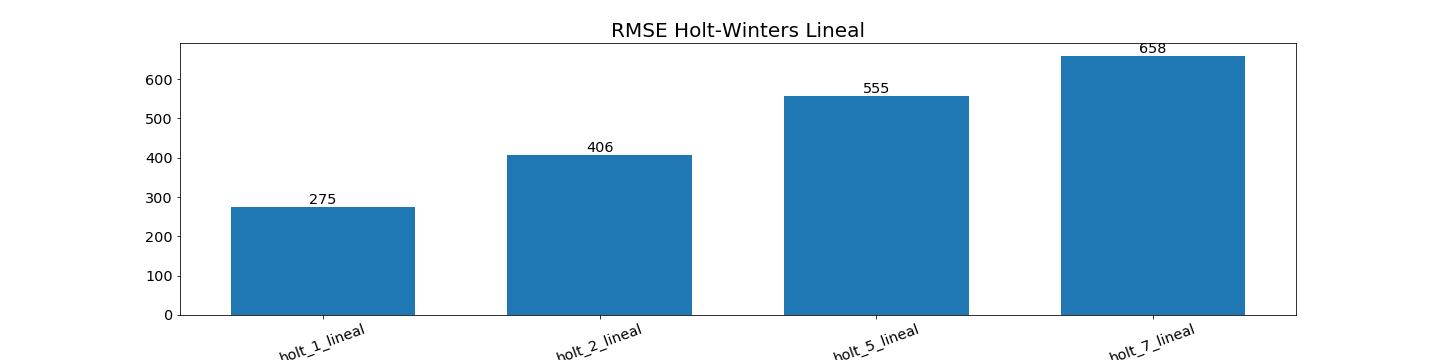 RMSE Holt-Winters Lineal
658
600
555
500
406
400
300
275
200
100
0
holt_1_lineal
holt_2_lineal
holt_5_lineal
holt_7_lineal